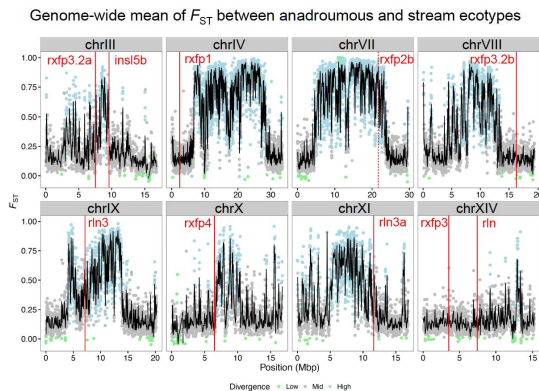 Genome-wide mean of FST between anadroumous and stream ecotypes
chrIII chrIV chrVII chrVIII
rxfp3.2a insl5b rxfp1 rxfp2b rxfp3.2b
1.00
0.75
0.50
0.25
0.00
0 5 10 15 0 10 20 30 0 10 20 30 0 5 10 15 20
FST
chrIX chrX chrXI chrXIV
rln3 rxfp4 rln3a rxfp3 rln
1.00
0.75
0.50
0.25
0.00
0 5 10 15 20 0 5 10 15 0 5 10 15 0 5 10 15
Position (Mbp)
Divergence Low Mid High